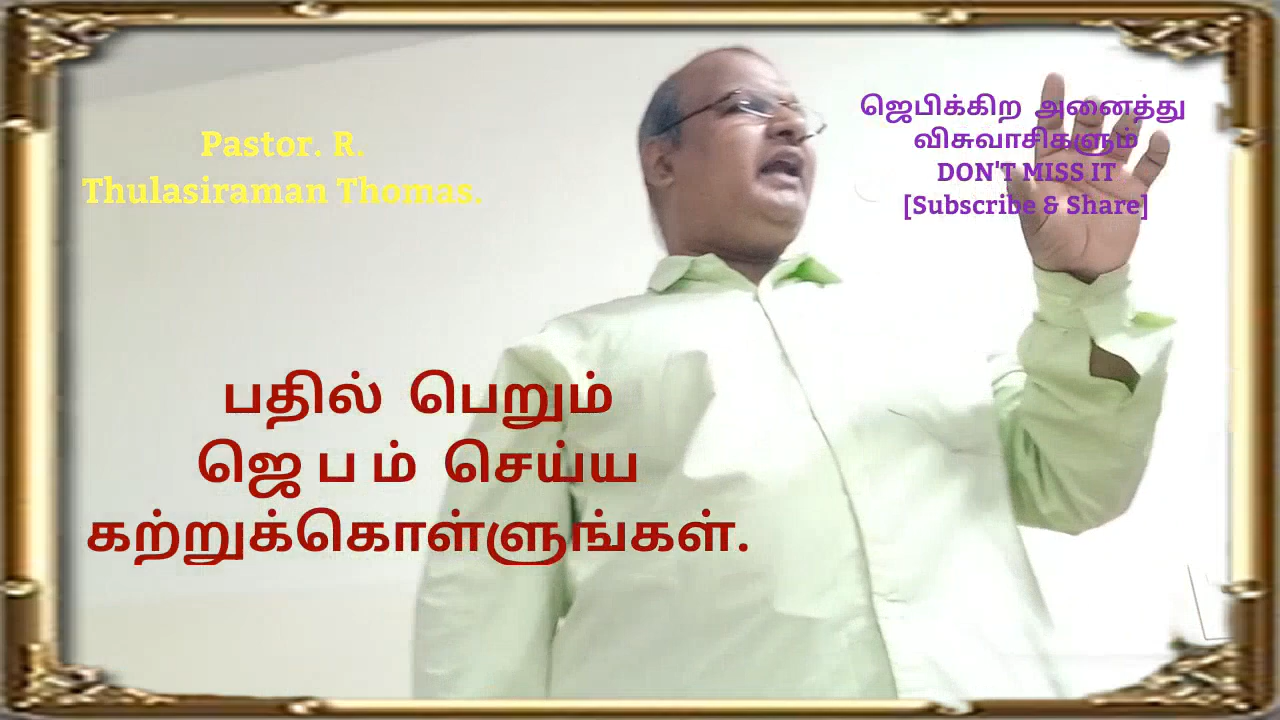 Pastor. R.
Thulasiraman Thomas.
ஜெபிக்கிற அனைத்து
விசுவாசிகளும்
DON'T MISS IT
[Subscribe & Share]
பதில் பெறும்
ஜெ ப ம் செய்ய
கற்றுக்கொள்ளுங்கள்.